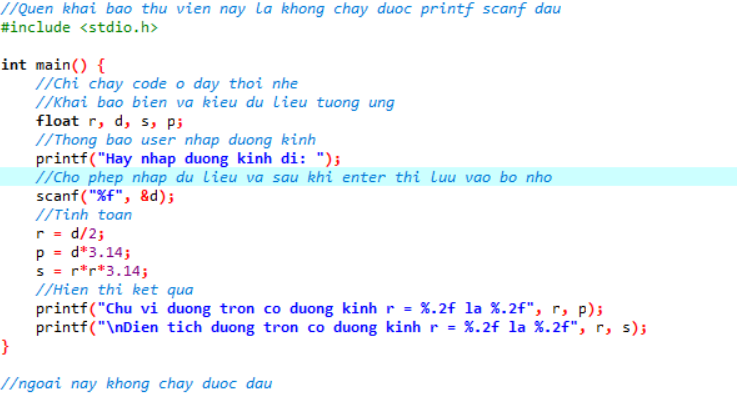 //Quen khai bao thu vien nay la khong chay duoc printf scanf dau
#include <stdio.h>
int main() {
//Chi chay code o day thoi nhe
//Khai bao bien va kieu du lieu tuong ung
float r, d, s, p;
//Thong bao user nhap duong kinh
printf("Hay nhap duong kinh di: ");
//Cho phep nhap du lieu va sau khi enter thi luu vao bo nho
scanf("%f", &d);
//Tinh toan
r = d/2;
p = d*3.14;
s = r*r*3.14;
//Hien thi ket qua
printf("Chu vi duong tron co duong kinh r = %.2f la %.2f", r, p);
printf("\nDien tich duong tron co duong kinh r = %.2f la %.2f", r, s);
}
//ngoai nay khong chay duoc dau